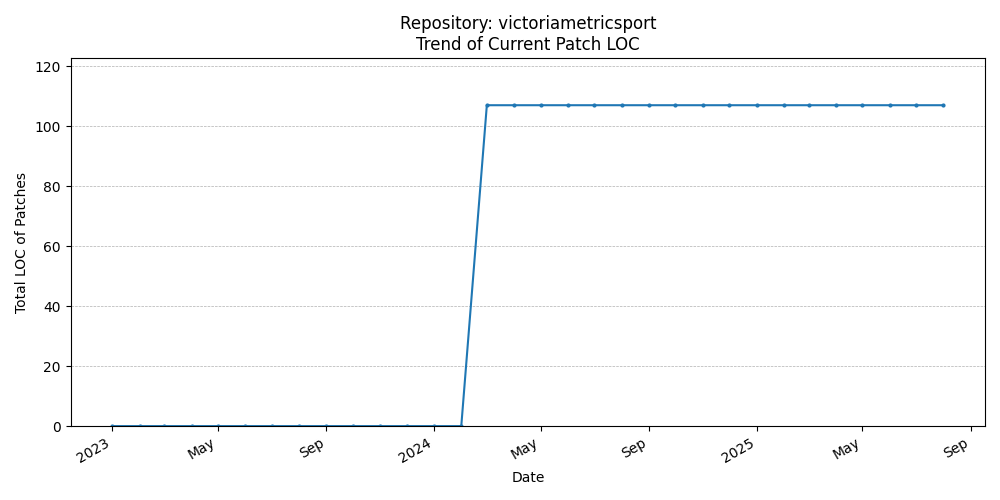 Repository: victoriametricsport
Trend of Current Patch LOC
Total LOC of Patches
120
100
80
60
40
20
0
2023
May
Sep
2024
May
Sep
2025
May
Sep
Date